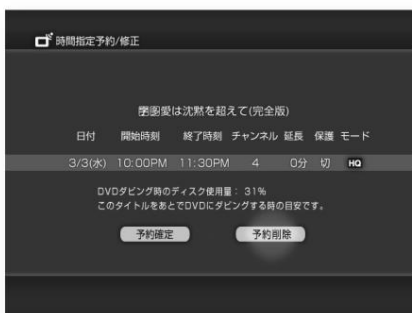 時間指定予約/修正
愛は沈黙を超えて(完全版)
日付 開始時刻 終了時刻 チャンネル 延長 保護 モード
3/3(水) 10:00PM 11:30PM 4 0分 切 HQ
DVDダビング時のディスク使用量: 31%
このタイトルをあとでDVDにダビングする時の目安です。
予約確定 予約削除